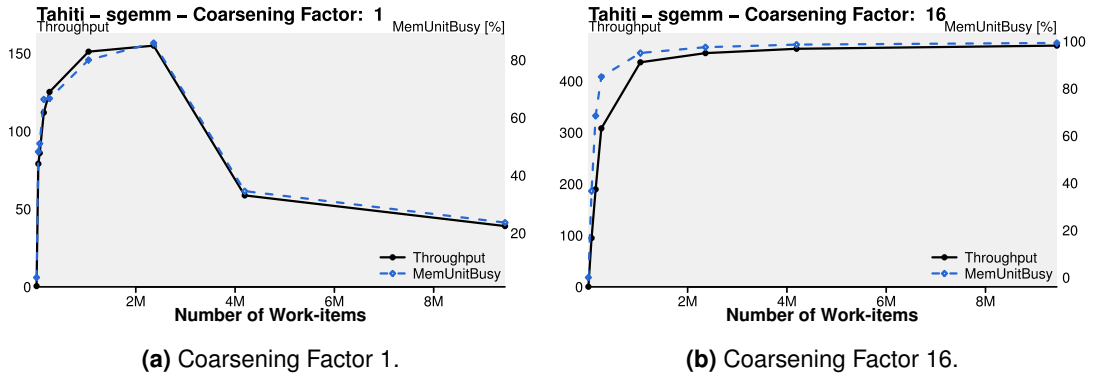 Tahiti – sgemm – Coarsening Factor: 1
Throughput MemUnitBusy [%]
150
100
50
0
80
60
40
20
Throughput
MemUnitBusy
2M 4M 6M 8M
Number of Work-items
(a) Coarsening Factor 1.
Tahiti – sgemm – Coarsening Factor: 16
Throughput MemUnitBusy [%]
400
300
200
100
0
100
80
60
40
20
0
Throughput
MemUnitBusy
2M 4M 6M 8M
Number of Work-items
(b) Coarsening Factor 16.